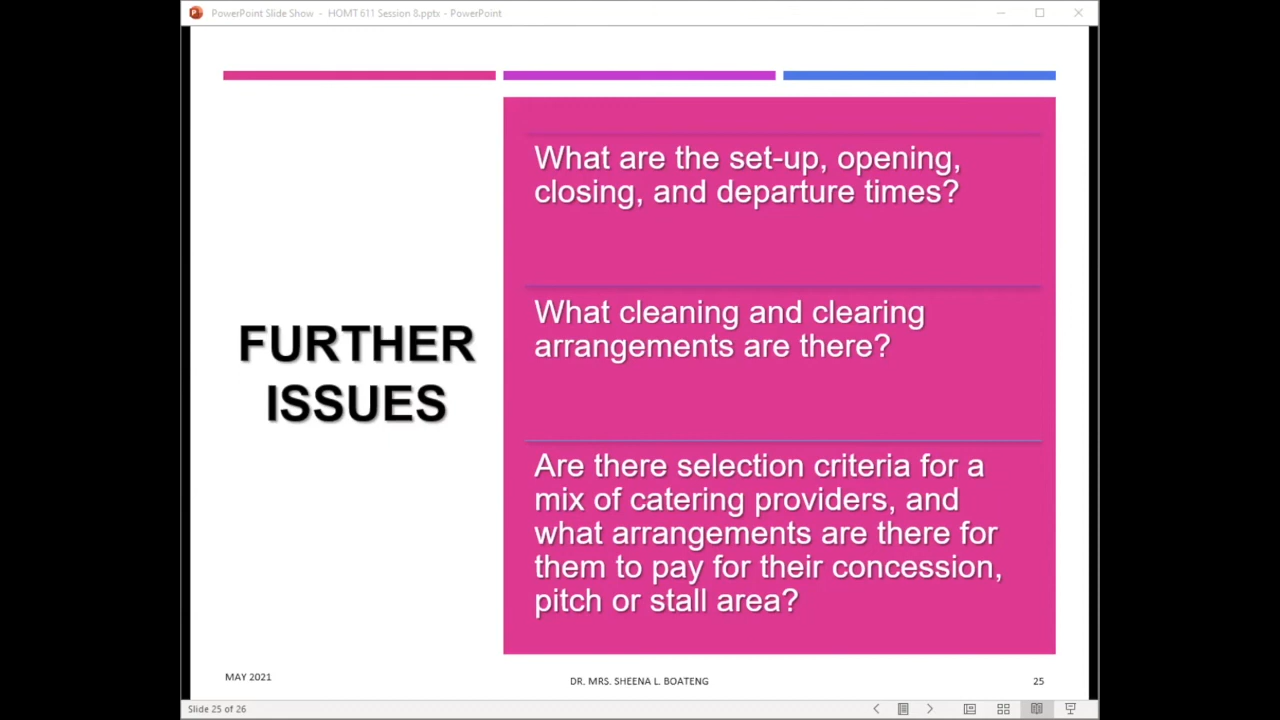 PowerPoint Slide Show - HOMT 611 Session 8.pptx - PowerPoint
FURTHER
ISSUES
What are the set-up, opening,
closing, and departure times?
What cleaning and clearing
arrangements are there?
Are there selection criteria for a
mix of catering providers, and
what arrangements are there for
them to pay for their concession,
pitch or stall area?
MAY 2021
DR. MRS. SHEENA L. BOATENG
25
Slide 25 of 26